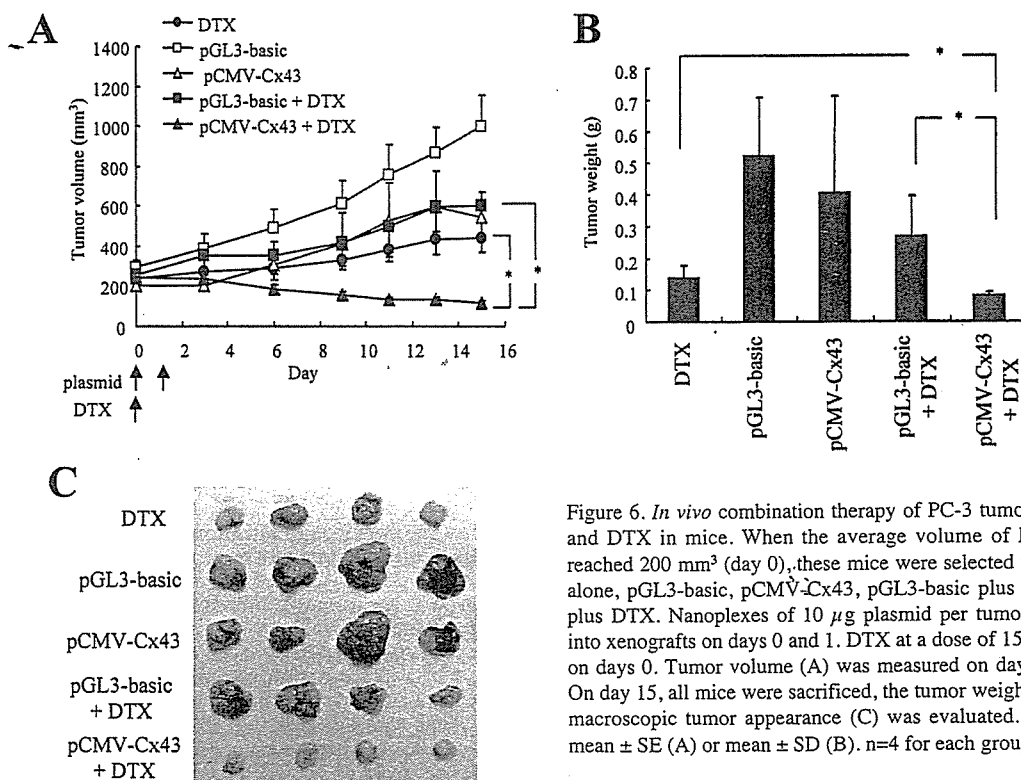 A
1400
1200
1000
800
600
400
200
0
Tumor volume (mm³)
DTX
pGL3-basic
pCMV-Cx43
pGL3-basic + DTX
pCMV-Cx43 + DTX
*
*
0 2 4 6 8 10 12 14 16
Day
plasmid
DTX
B
*
*
0.8
0.7
0.6
0.5
0.4
0.3
0.2
0.1
0
Tumor weight (g)
DTX
pGL3-basic
pCMV-Cx43
pGL3-basic
+ DTX
pCMV-Cx43
+ DTX
C
DTX
pGL3-basic
pCMV-Cx43
pGL3-basic
+ DTX
pCMV-Cx43
+ DTX
Figure 6. In vivo combination therapy of PC-3 tumo
and DTX in mice. When the average volume of
reached 200 mm³ (day 0), these mice were selected
alone, pGL3-basic, pCMV-Cx43, pGL3-basic plus
plus DTX. Nanoplexes of 10 μg plasmid per tumo
into xenografts on days 0 and 1. DTX at a dose of 15
on days 0. Tumor volume (A) was measured on day
On day 15, all mice were sacrificed, the tumor weigh
macroscopic tumor appearance (C) was evaluated.
mean ± SE (A) or mean ± SD (B). n=4 for each grou